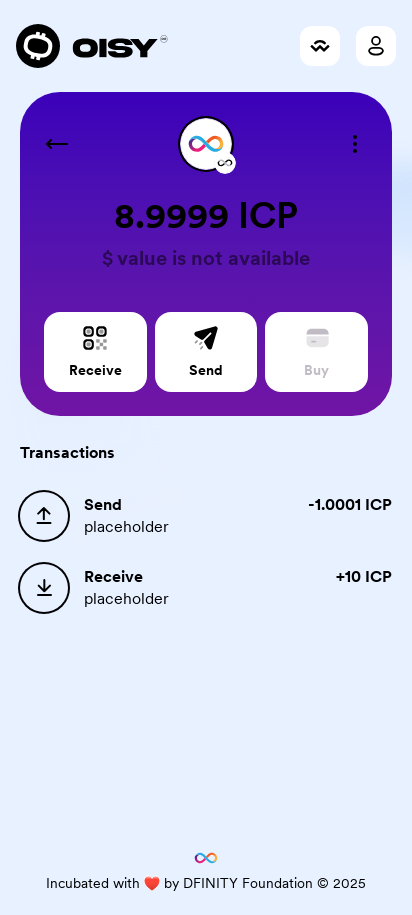 OISY
8.9999 ICP
$ value is not available
Receive
Send
Buy
Transactions
Send
-1.0001 ICP
placeholder
Receive
+10 ICP
placeholder
Incubated with ❤️ by DFINITY Foundation © 2025